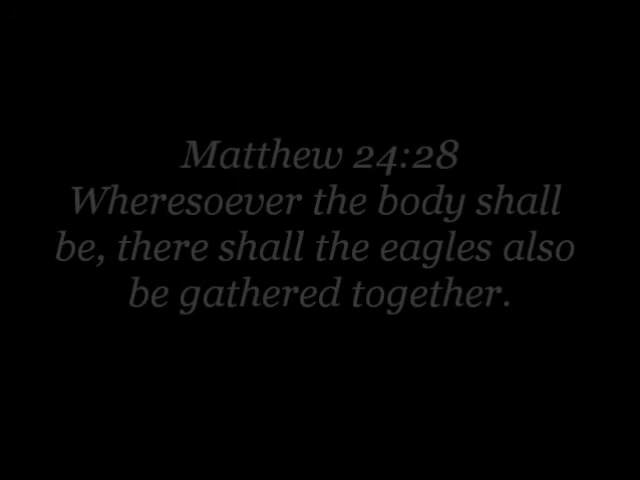 Matthew 24:28
Wheresoever the body shall
be, there shall the eagles also
be gathered together.